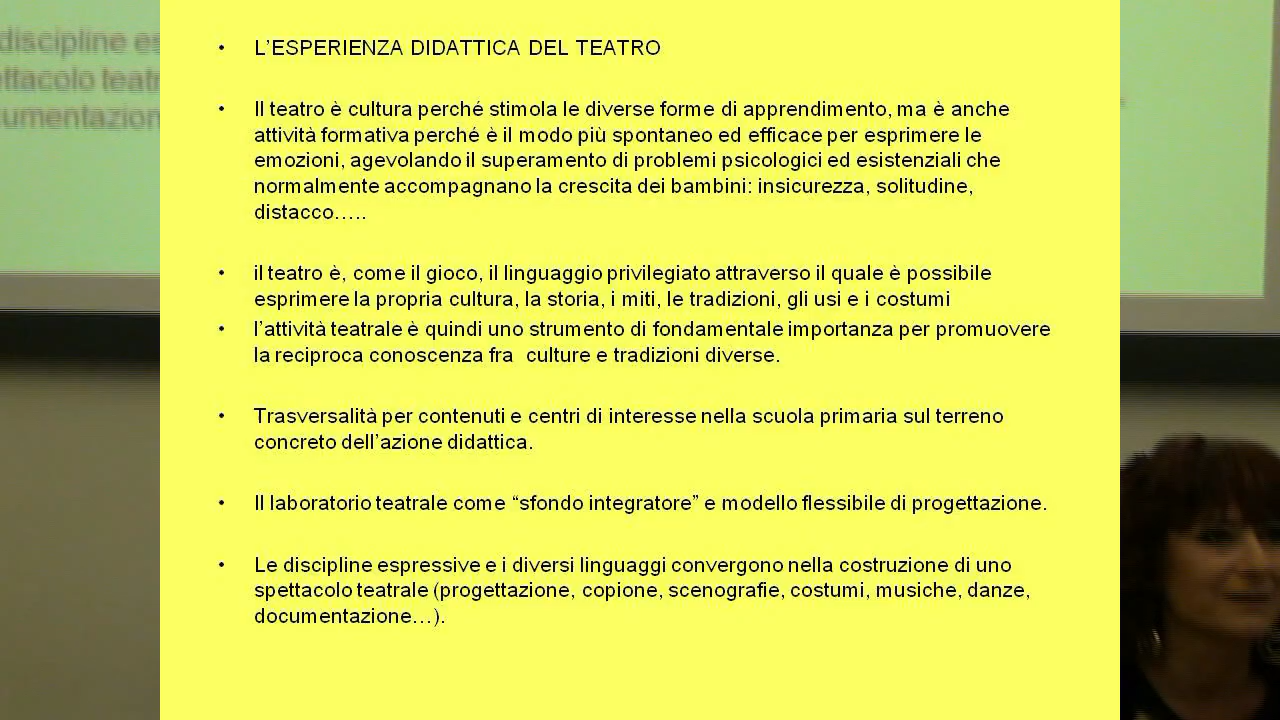 • L’ESPERIENZA DIDATTICA DEL TEATRO
• Il teatro è cultura perché stimola le diverse forme di apprendimento, ma è anche
attività formativa perché è il modo più spontaneo ed efficace per esprimere le
emozioni, agevolando il superamento di problemi psicologici ed esistenziali che
normalmente accompagnano la crescita dei bambini: insicurezza, solitudine,
distacco…..
• il teatro è, come il gioco, il linguaggio privilegiato attraverso il quale è possibile
esprimere la propria cultura, la storia, i miti, le tradizioni, gli usi e i costumi
• l’attività teatrale è quindi uno strumento di fondamentale importanza per promuovere
la reciproca conoscenza fra culture e tradizioni diverse.
• Trasversalità per contenuti e centri di interesse nella scuola primaria sul terreno
concreto dell’azione didattica.
• Il laboratorio teatrale come “sfondo integratore” e modello flessibile di progettazione.
• Le discipline espressive e i diversi linguaggi convergono nella costruzione di uno
spettacolo teatrale (progettazione, copione, scenografie, costumi, musiche, danze,
documentazione…).
discipline